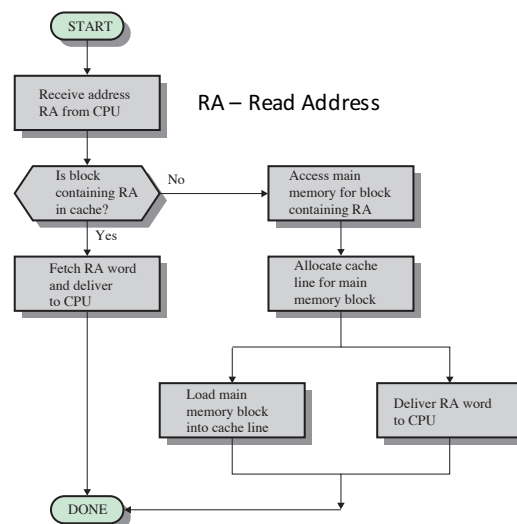 START
Receive address
RA from CPU
RA – Read Address
Is block
containing RA
in cache?
No
Access main
memory for block
containing RA
Yes
Fetch RA word
and deliver
to CPU
Allocate cache
line for main
memory block
Load main
memory block
into cache line
Deliver RA word
to CPU
DONE